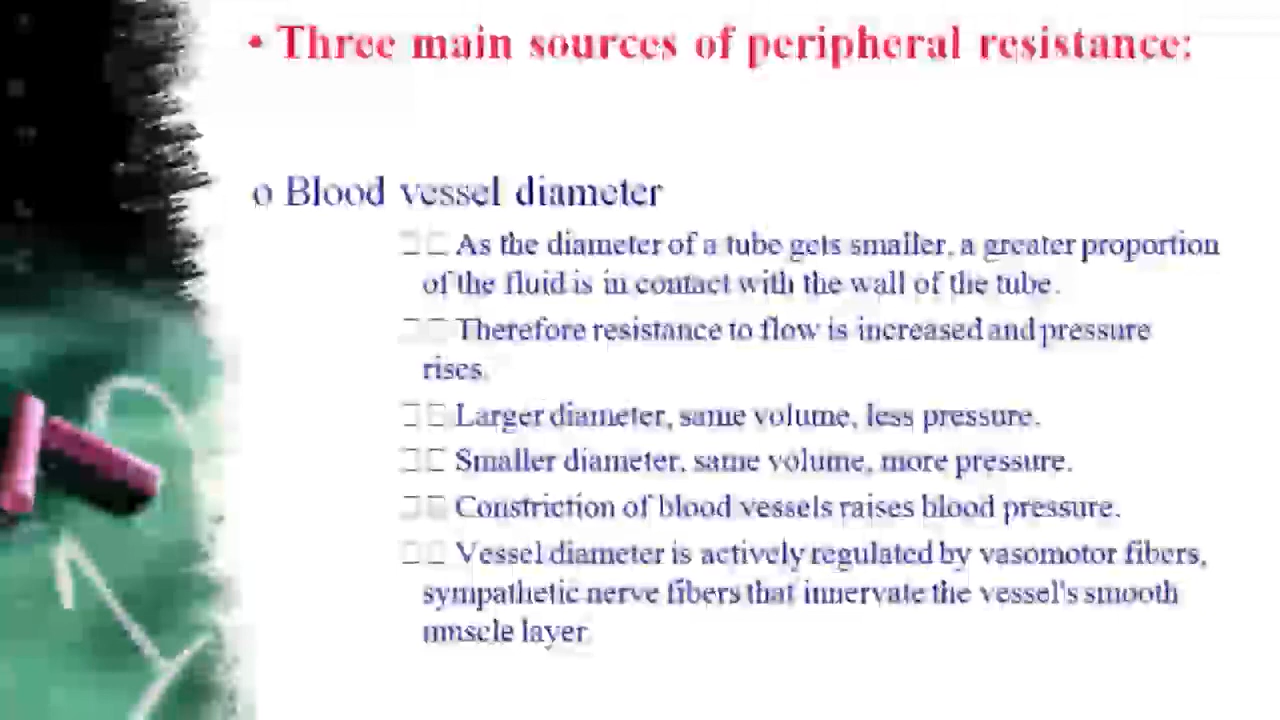 • Three main sources of peripheral resistance:
o Blood vessel diameter
□□ As the diameter of a tube gets smaller, a greater proportion
of the fluid is in contact with the wall of the tube.
□□ Therefore resistance to flow is increased and pressure
rises.
□□ Larger diameter, same volume, less pressure.
□□ Smaller diameter, same volume, more pressure.
□□ Constriction of blood vessels raises blood pressure.
□□ Vessel diameter is actively regulated by vasomotor fibers,
sympathetic nerve fibers that innervate the vessel's smooth
muscle layer.